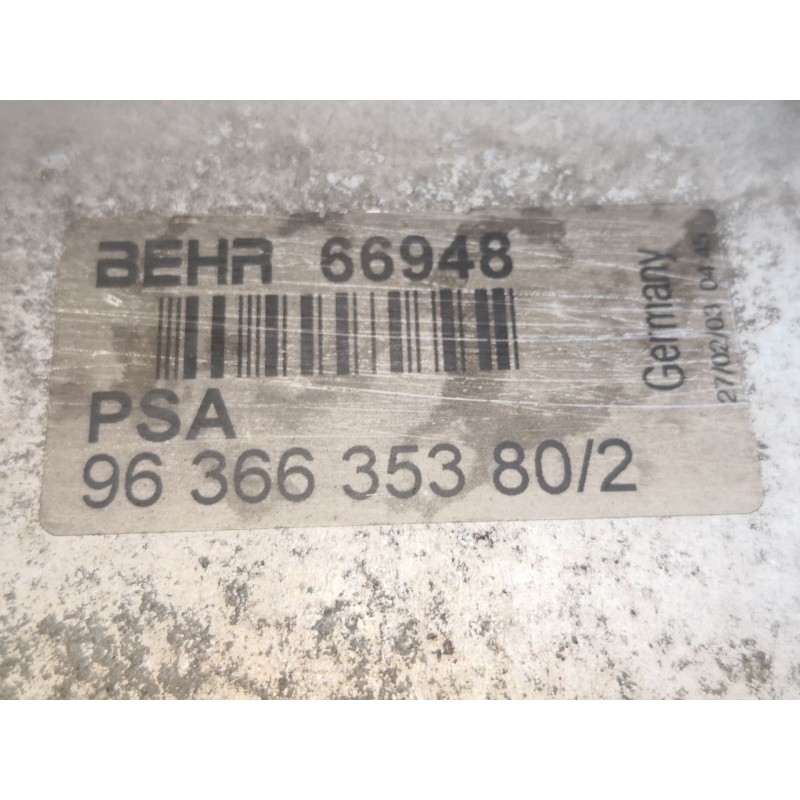 BEHR 66948
PSA
96 366 353 80/2
Germany
27/02/03 04:45